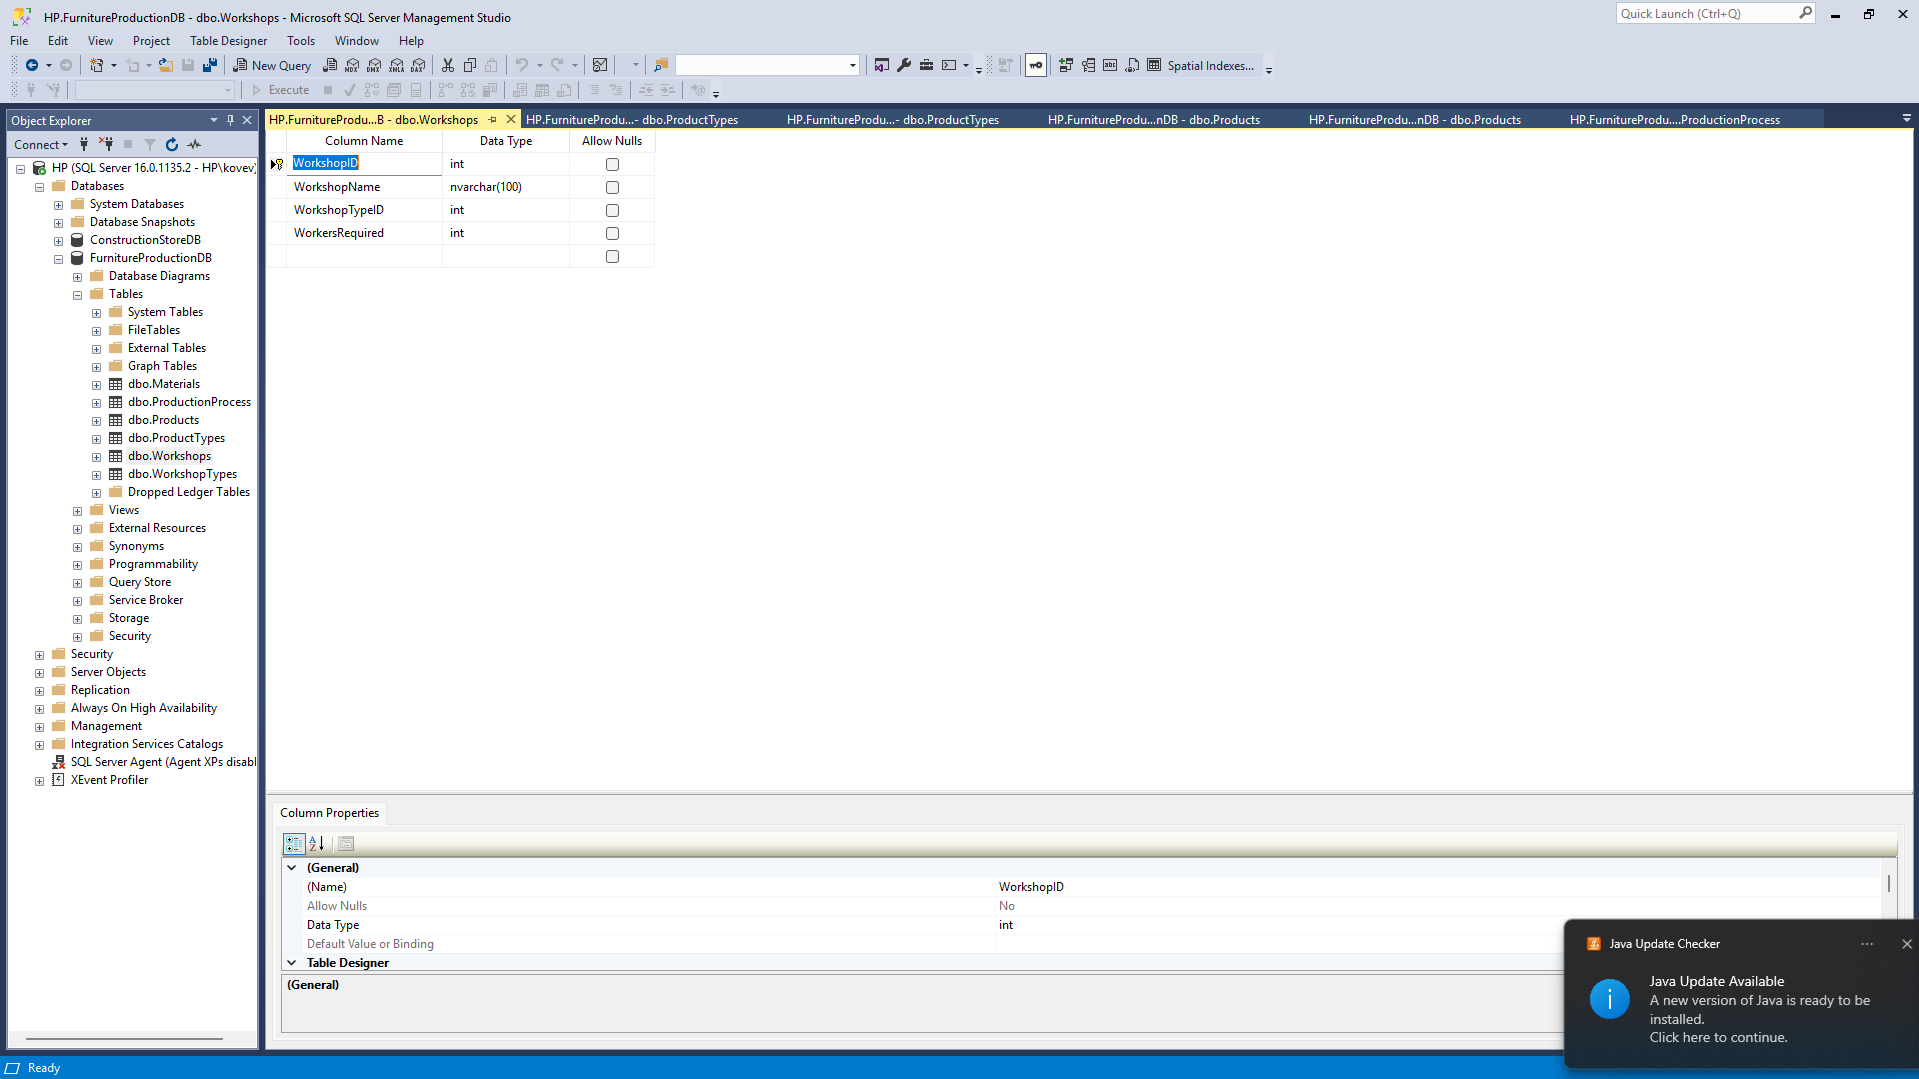 HP.FurnitureProductionDB - dbo.Workshops - Microsoft SQL Server Management Studio
Quick Launch (Ctrl+Q)
File Edit View Project Table Designer Tools Window Help
New Query MDX DMX XMLA DAX
Spatial Indexes...
Execute
Object Explorer
HP.FurnitureProdu...B - dbo.Workshops
HP.FurnitureProdu...- dbo.ProductTypes
HP.FurnitureProdu...- dbo.ProductTypes
HP.FurnitureProdu...nDB - dbo.Products
HP.FurnitureProdu...nDB - dbo.Products
HP.FurnitureProdu...ProductionProcess
Connect
HP (SQL Server 16.0.1135.2 - HP\kovev)
Databases
System Databases
Database Snapshots
ConstructionStoreDB
FurnitureProductionDB
Database Diagrams
Tables
System Tables
FileTables
External Tables
Graph Tables
dbo.Materials
dbo.ProductionProcess
dbo.Products
dbo.ProductTypes
dbo.Workshops
dbo.WorkshopTypes
Dropped Ledger Tables
Views
External Resources
Synonyms
Programmability
Query Store
Service Broker
Storage
Security
Security
Server Objects
Replication
Always On High Availability
Management
Integration Services Catalogs
SQL Server Agent (Agent XPs disabl
XEvent Profiler
Column Name Data Type Allow Nulls
WorkshopID int
WorkshopName nvarchar(100)
WorkshopTypeID int
WorkersRequired int
Column Properties
(General)
(Name) WorkshopID
Allow Nulls No
Data Type int
Default Value or Binding
Table Designer
(General)
Java Update Checker
Java Update Available
A new version of Java is ready to be
installed.
Click here to continue.
Ready